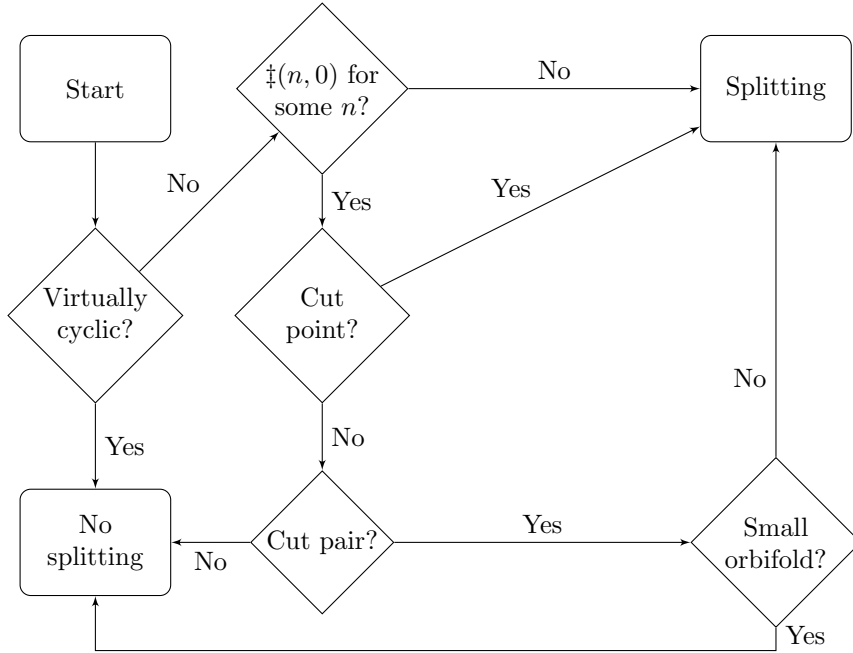 Start
‡(n, 0) for
some n?
No
Splitting
No
Yes
Yes
Virtually
cyclic?
Cut
point?
No
Yes
No
No
splitting
No
Cut pair?
Yes
Small
orbifold?
Yes